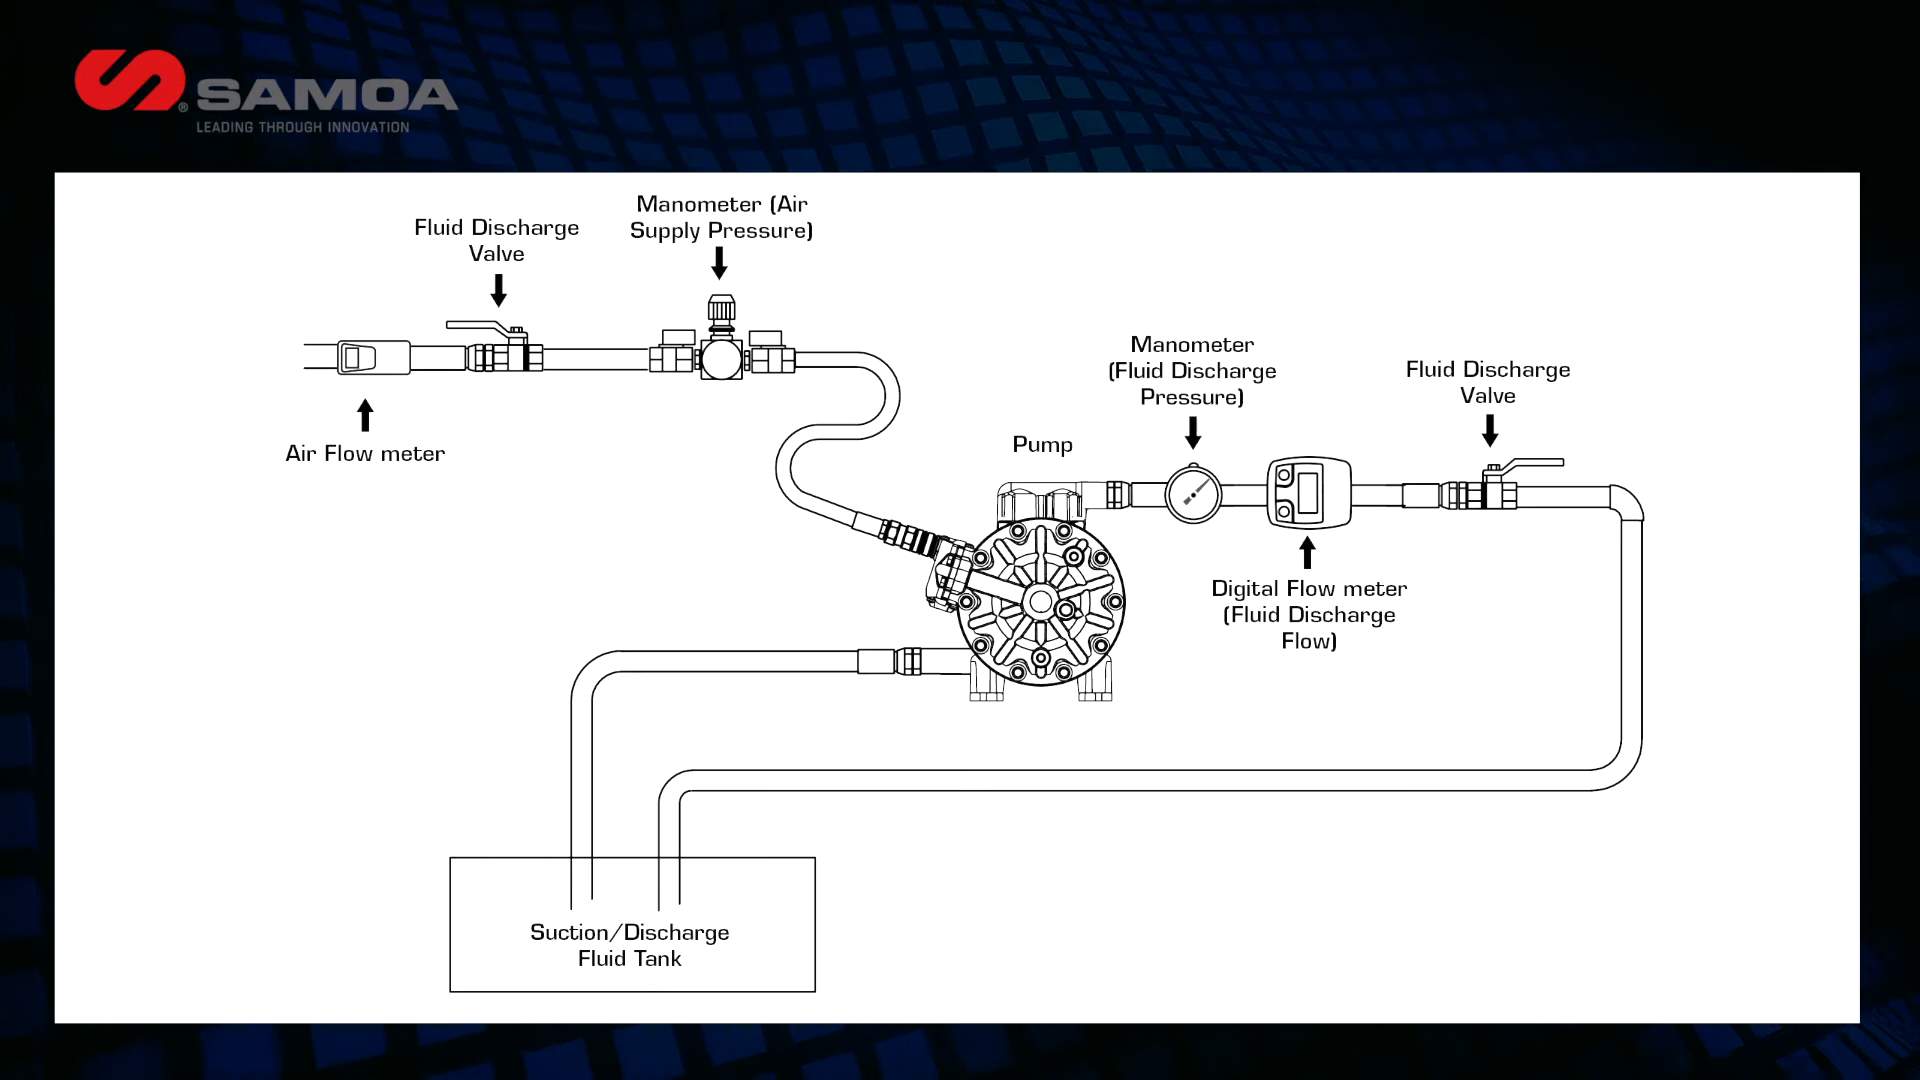 SAMOA
LEADING THROUGH INNOVATION
Fluid Discharge
Valve
Manometer (Air
Supply Pressure)
Air Flow meter
Pump
Manometer
(Fluid Discharge
Pressure)
Fluid Discharge
Valve
Digital Flow meter
(Fluid Discharge
Flow)
Suction/Discharge
Fluid Tank